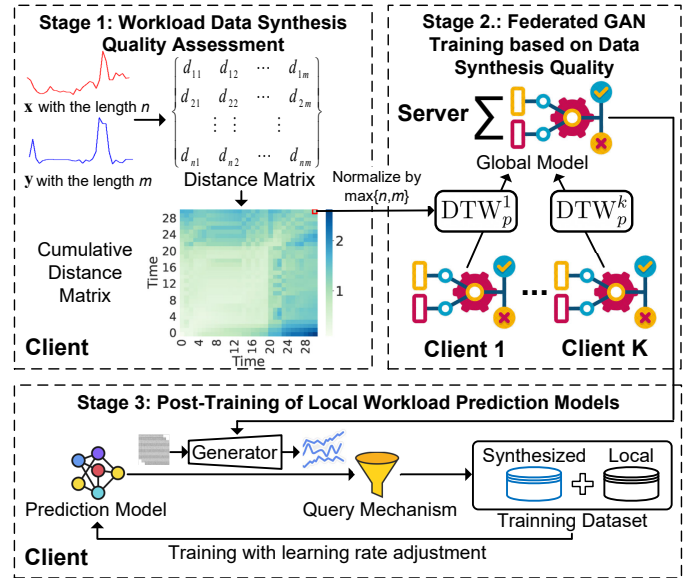 Stage 1: Workload Data Synthesis
Quality Assessment
x with the length n
y with the length m
d11 d12 ⋯ d1m
d21 d22 ⋯ d2m
⋮ ⋮ ⋮
dn1 dn2 ⋯ dnm
Distance Matrix
Normalize by
max{n,m}
Cumulative
Distance
Matrix
Time
28
24
20
16
12
8
4
0
0 4 8 12 16 20 24 28
Time
2
1
Client
Stage 2.: Federated GAN
Training based on Data
Synthesis Quality
Server ∑
Global Model
DTW_p^1
DTW_p^k
...
Client 1 Client K
Stage 3: Post-Training of Local Workload Prediction Models
Generator
Prediction Model
Query Mechanism
Synthesized + Local
Trainning Dataset
Training with learning rate adjustment
Client